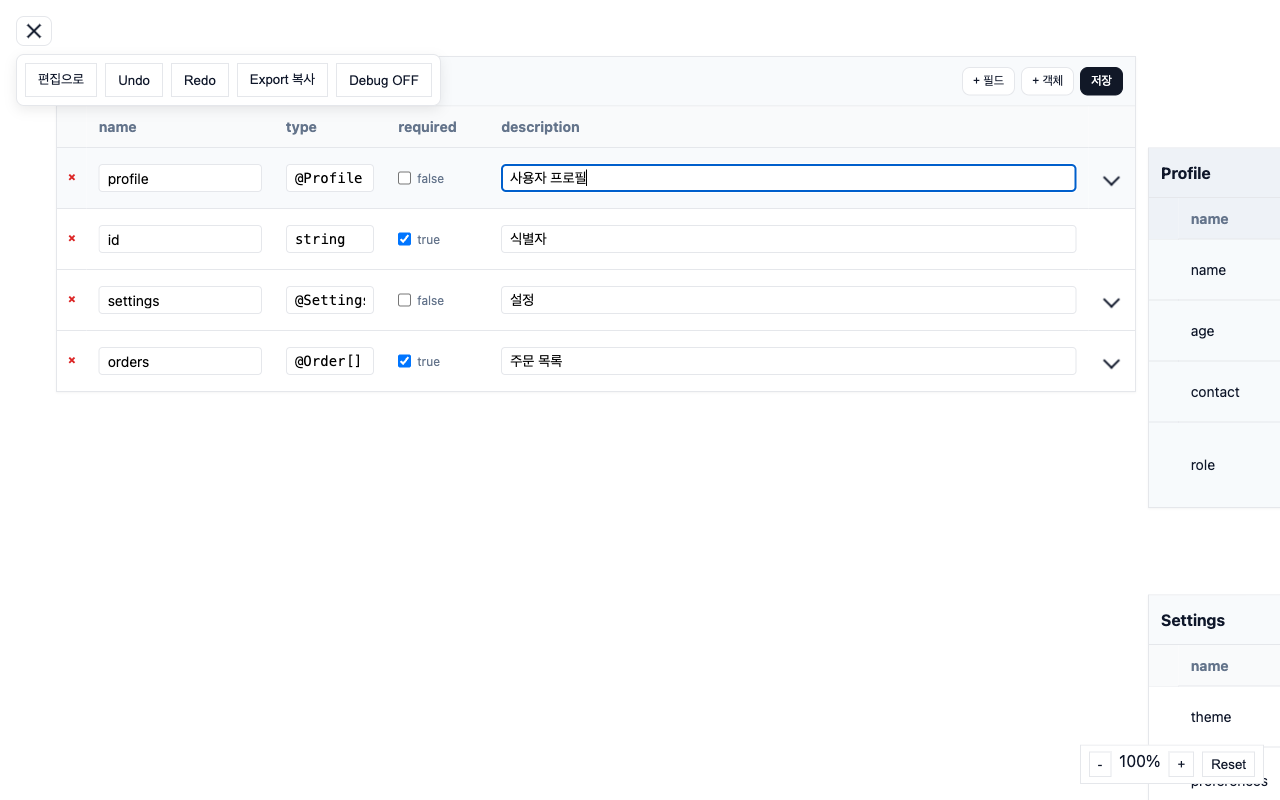 편집으로 Undo Redo Export 복사 Debug OFF
+ 필드 + 객체 저장
name type required description
× profile @Profile false 사용자 프로필
× id string true 식별자
× settings @Settings false 설정
× orders @Order[] true 주문 목록
Profile
name
name
age
contact
role
Settings
name
theme
- 100% + Reset
preferences